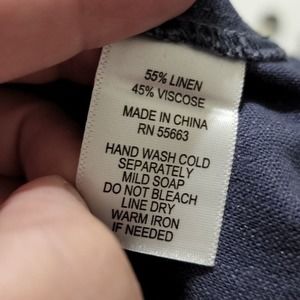 55% LINEN
45% VISCOSE
MADE IN CHINA
RN 55663
HAND WASH COLD
SEPARATELY
MILD SOAP
DO NOT BLEACH
LINE DRY
WARM IRON
IF NEEDED